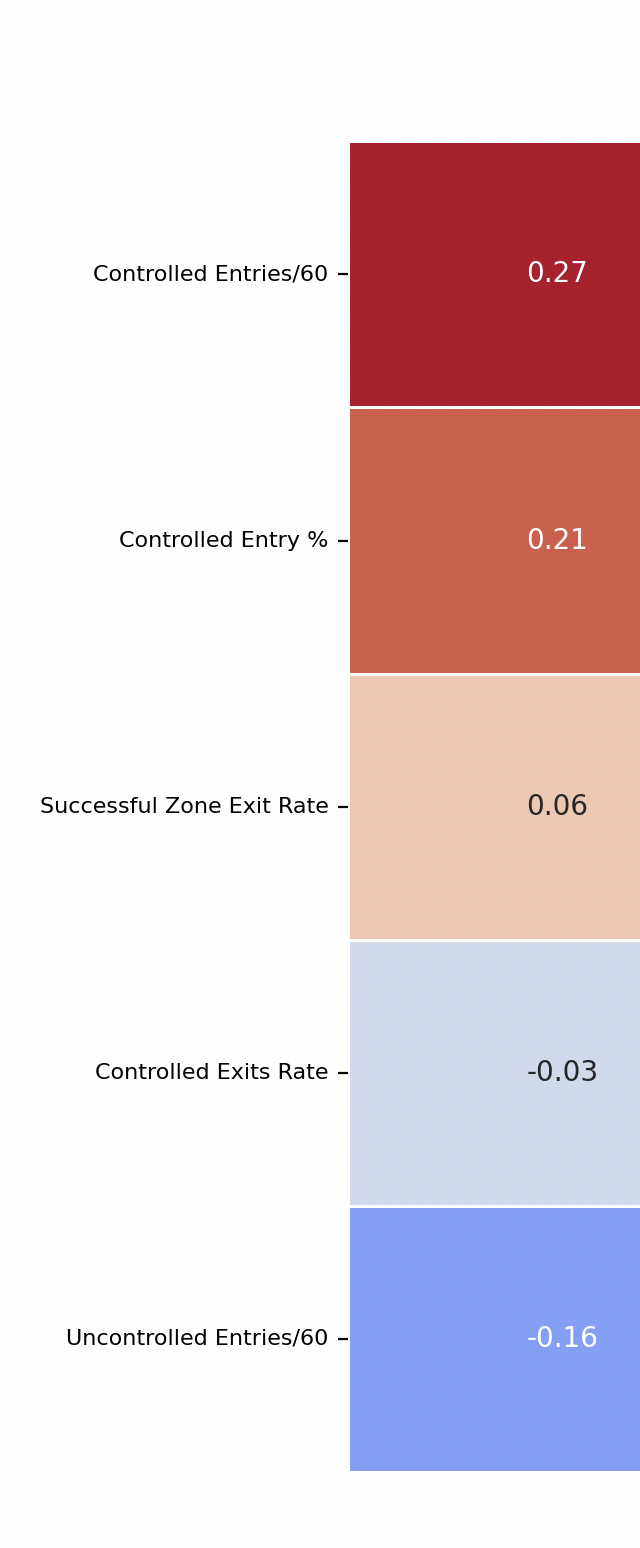 Controlled Entries/60 0.27
Controlled Entry % 0.21
Successful Zone Exit Rate 0.06
Controlled Exits Rate -0.03
Uncontrolled Entries/60 -0.16